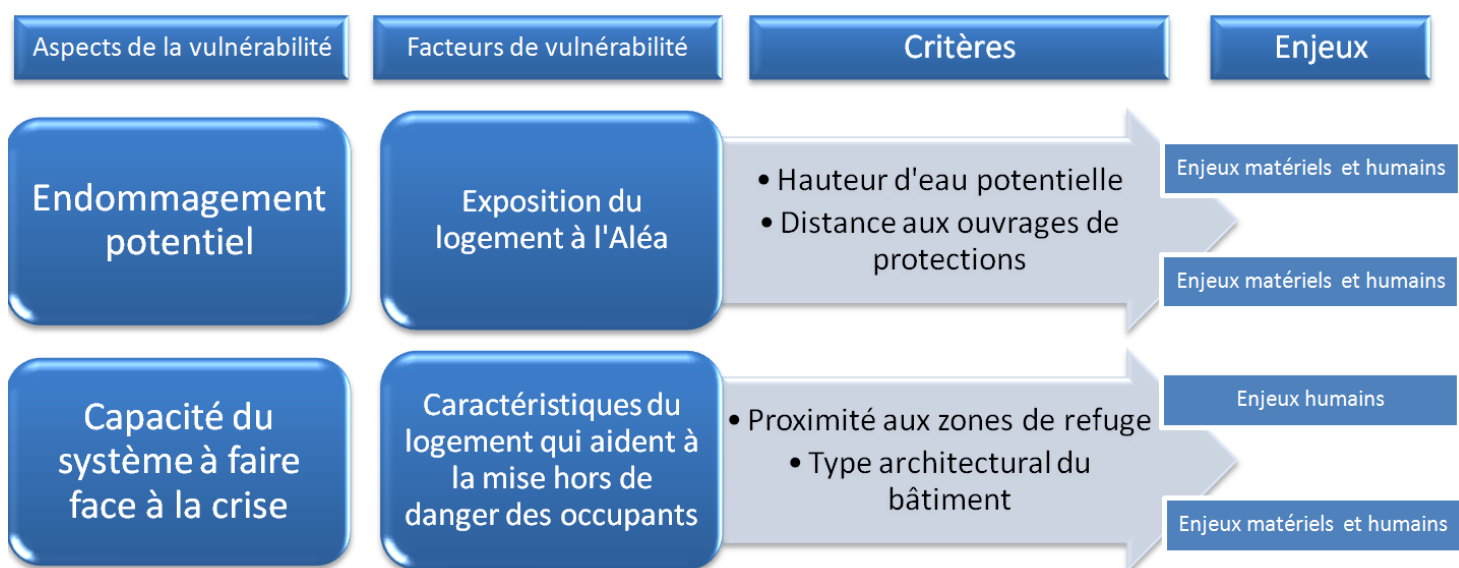 Aspects de la vulnérabilité
Facteurs de vulnérabilité
Critères
Enjeux
Endommagement
potentiel
Exposition du
logement à l'Aléa
• Hauteur d'eau potentielle
• Distance aux ouvrages de
protections
Enjeux matériels et humains
Enjeux matériels et humains
Capacité du
système à faire
face à la crise
Caractéristiques du
logement qui aident à
la mise hors de
danger des occupants
• Proximité aux zones de refuge
• Type architectural du
bâtiment
Enjeux humains
Enjeux matériels et humains